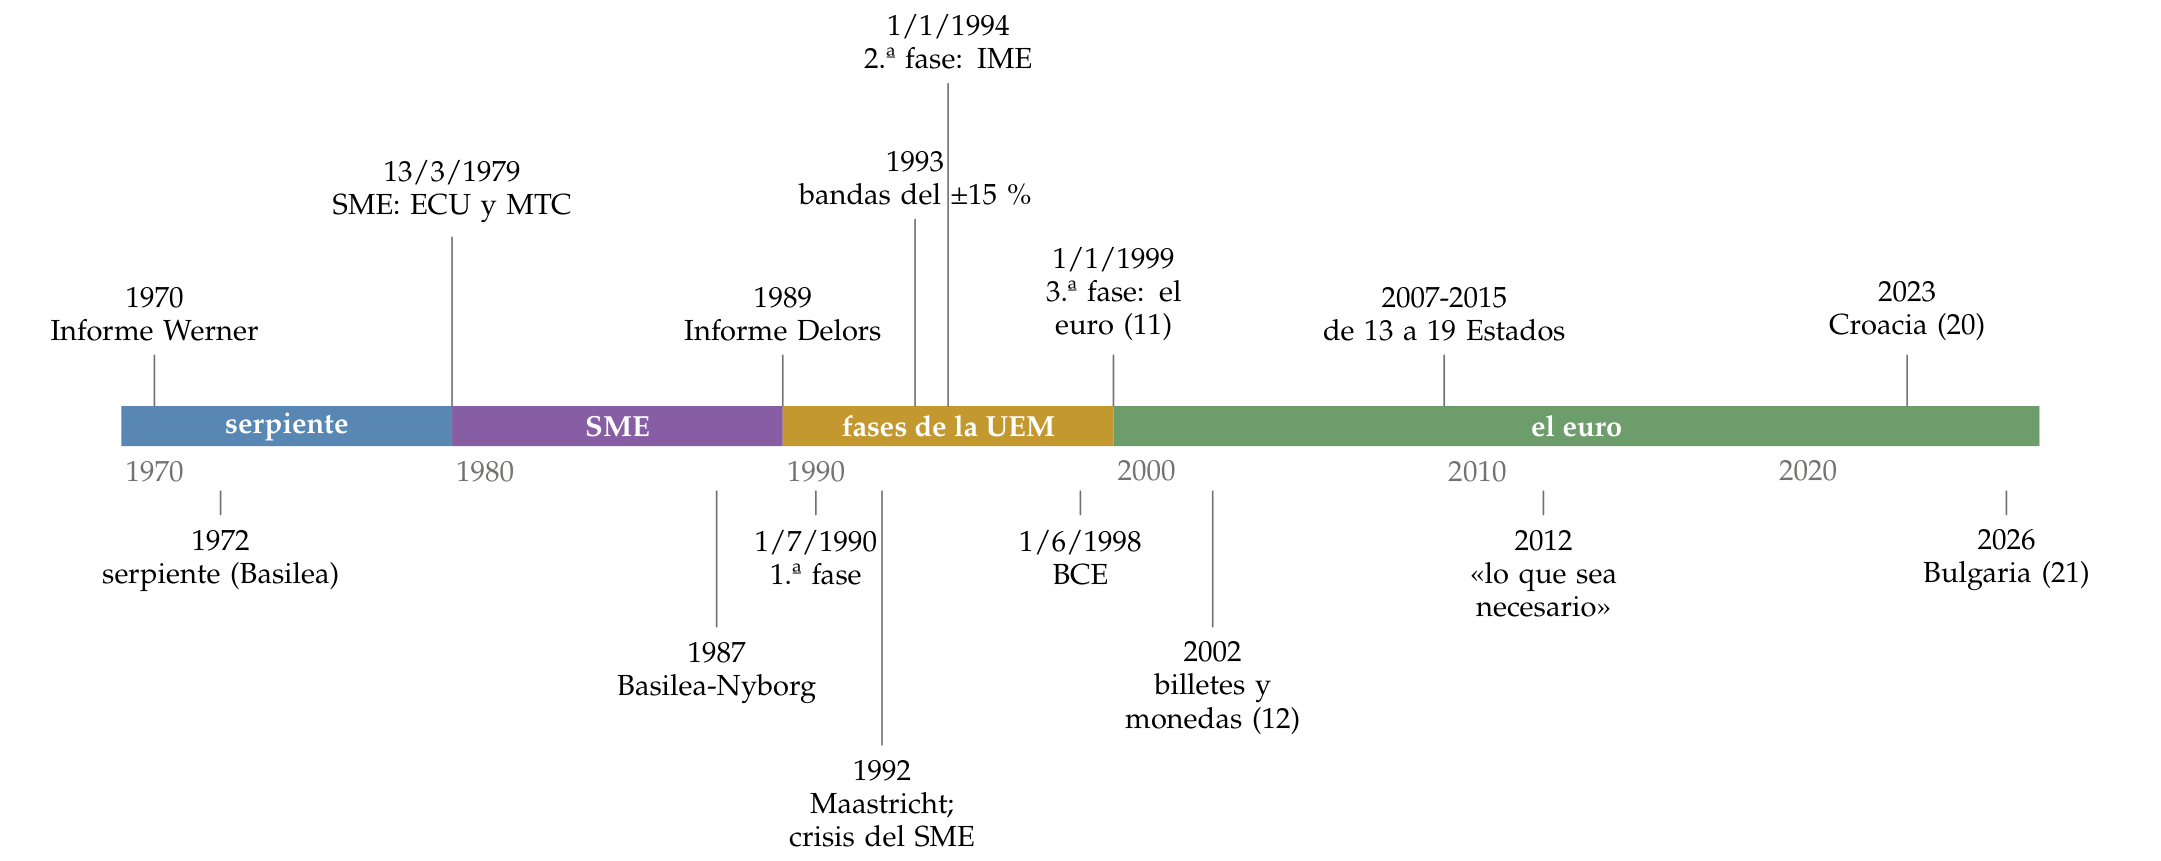 1/1/1994
2.ª fase: IME
1993
bandas del ±15 %
13/3/1979
SME: ECU y MTC
1/1/1999
3.ª fase: el
euro (11)
1970
Informe Werner
1989
Informe Delors
2007-2015
de 13 a 19 Estados
2023
Croacia (20)
serpiente
SME
fases de la UEM
el euro
1970
1980
1990
2000
2010
2020
1972
serpiente (Basilea)
1/7/1990
1.ª fase
1/6/1998
BCE
2012
«lo que sea
necesario»
2026
Bulgaria (21)
1987
Basilea-Nyborg
2002
billetes y
monedas (12)
1992
Maastricht;
crisis del SME